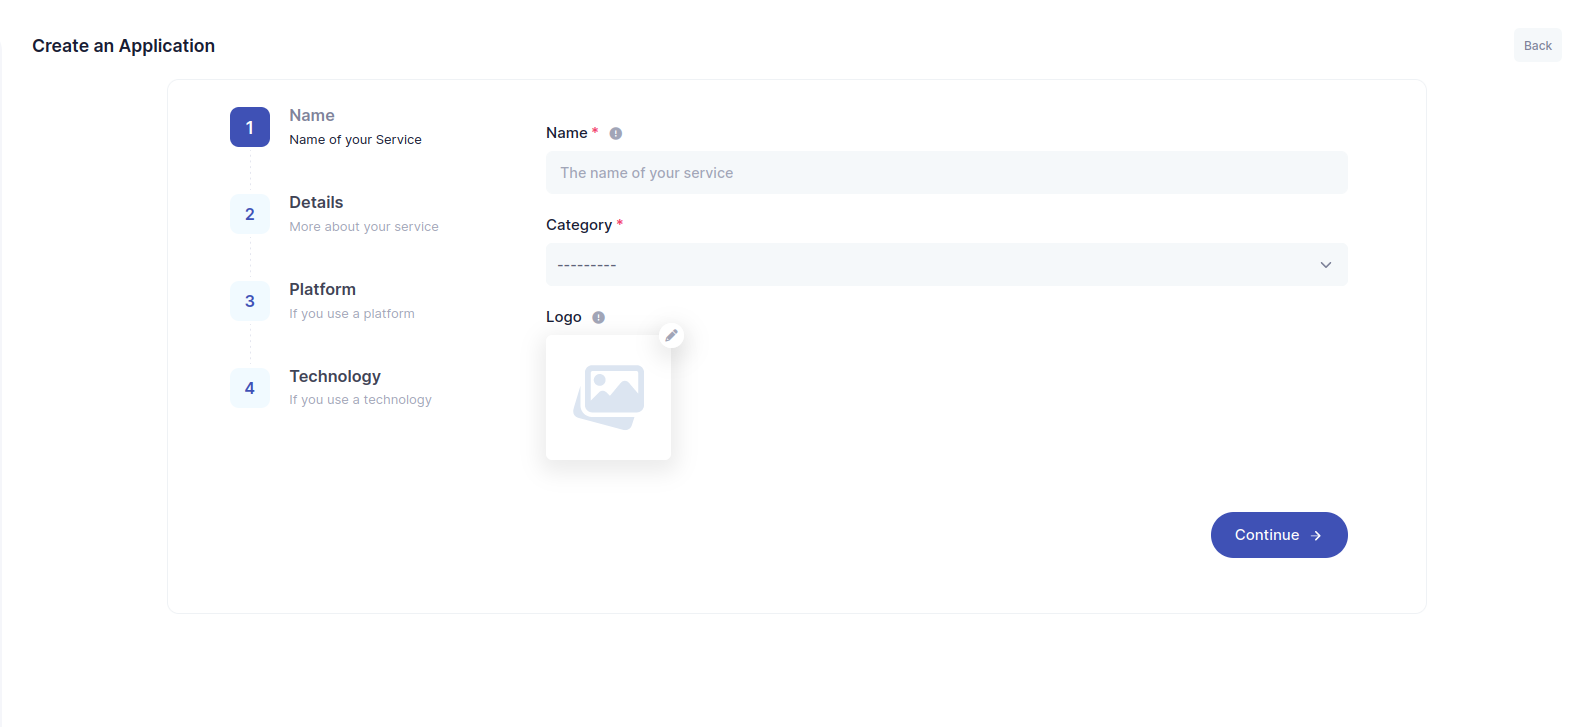 Create an Application
Back
1
Name
Name of your Service
2
Details
More about your service
3
Platform
If you use a platform
4
Technology
If you use a technology
Name *
The name of your service
Category *
---------
Logo
Continue